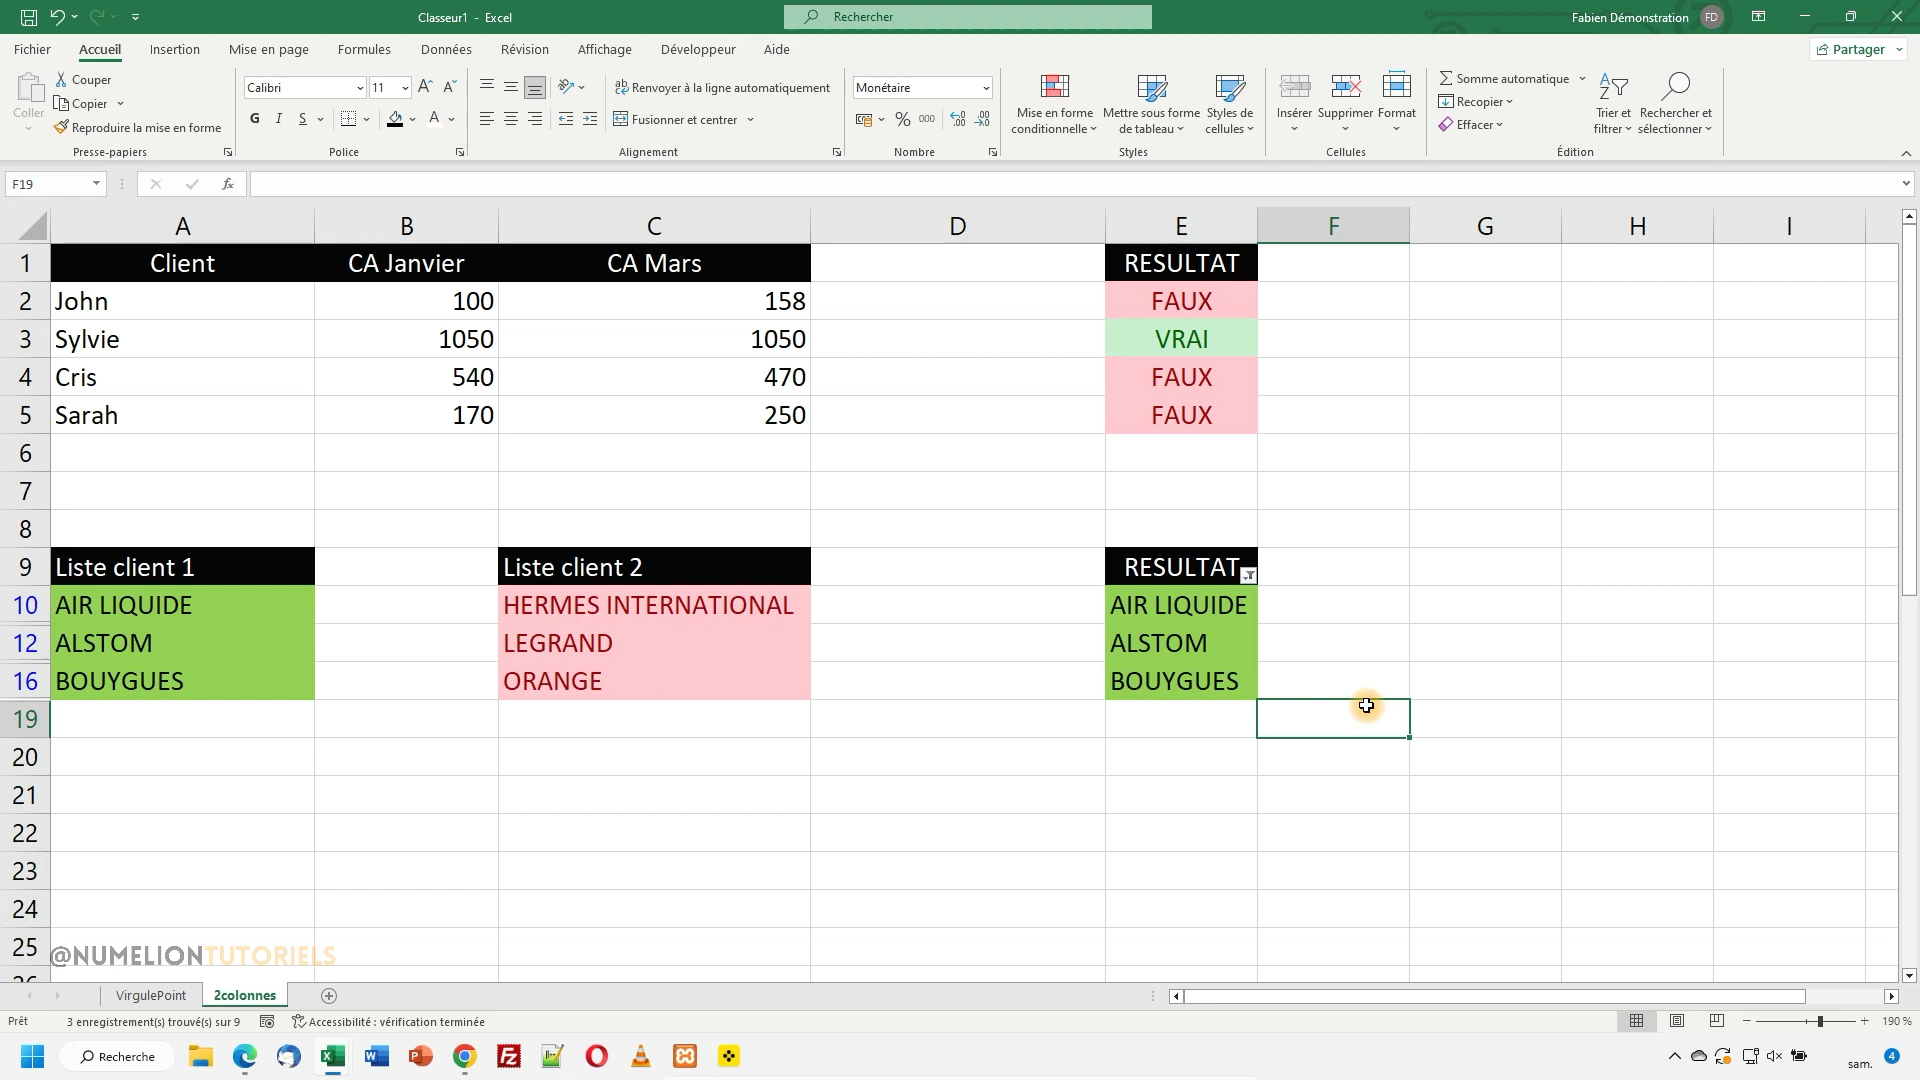 Classeur1 - Excel
Rechercher
Fabien Démonstration FD
Fichier Accueil Insertion Mise en page Formules Données Révision Affichage Développeur Aide
Partager
Coller
Couper
Copier
Reproduire la mise en forme
Presse-papiers
Calibri 11
G I S
Police
Renvoyer à la ligne automatiquement
Fusionner et centrer
Alignement
Monétaire
% 000
Nombre
Mise en forme conditionnelle
Mettre sous forme de tableau
Styles de cellules
Styles
Insérer Supprimer Format
Cellules
Somme automatique
Recopier
Effacer
Trier et filtrer
Rechercher et sélectionner
Édition
F19
fx
A B C D E F G H I
1 Client CA Janvier CA Mars RESULTAT
2 John 100 158 FAUX
3 Sylvie 1050 1050 VRAI
4 Cris 540 470 FAUX
5 Sarah 170 250 FAUX
6
7
8
9 Liste client 1 Liste client 2 RESULTAT
10 AIR LIQUIDE HERMES INTERNATIONAL AIR LIQUIDE
12 ALSTOM LEGRAND ALSTOM
16 BOUYGUES ORANGE BOUYGUES
19
20
21
22
23
24
25
@NUMELIONTUTORIELS
VirgulePoint 2colonnes
Prêt 3 enregistrement(s) trouvé(s) sur 9 Accessibilité : vérification terminée 190 %
Recherche
sam. 4